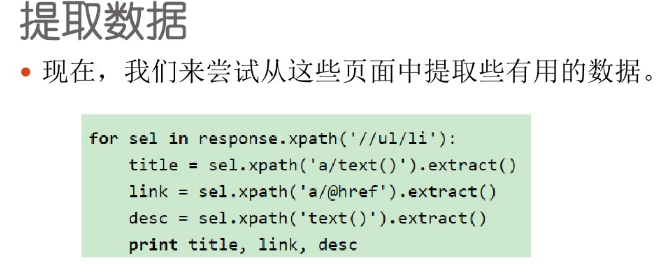 提取数据
• 现在，我们来尝试从这些页面中提取些有用的数据。
for sel in response.xpath('//ul/li'):
    title = sel.xpath('a/text()').extract()
    link = sel.xpath('a/@href').extract()
    desc = sel.xpath('text()').extract()
    print title, link, desc